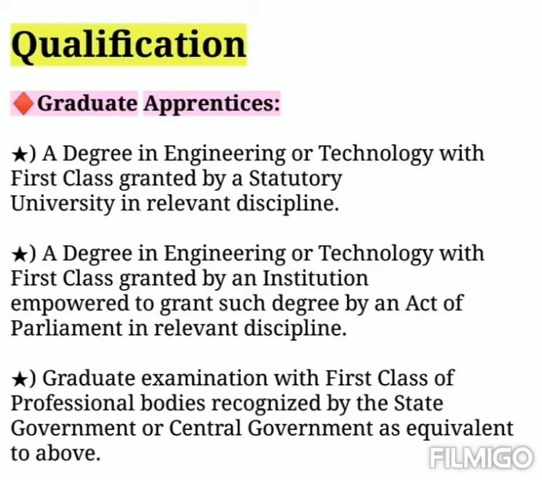 Qualification
♦Graduate Apprentices:
★) A Degree in Engineering or Technology with
First Class granted by a Statutory
University in relevant discipline.
★) A Degree in Engineering or Technology with
First Class granted by an Institution
empowered to grant such degree by an Act of
Parliament in relevant discipline.
★) Graduate examination with First Class of
Professional bodies recognized by the State
Government or Central Government as equivalent
to above.
FILMIGO